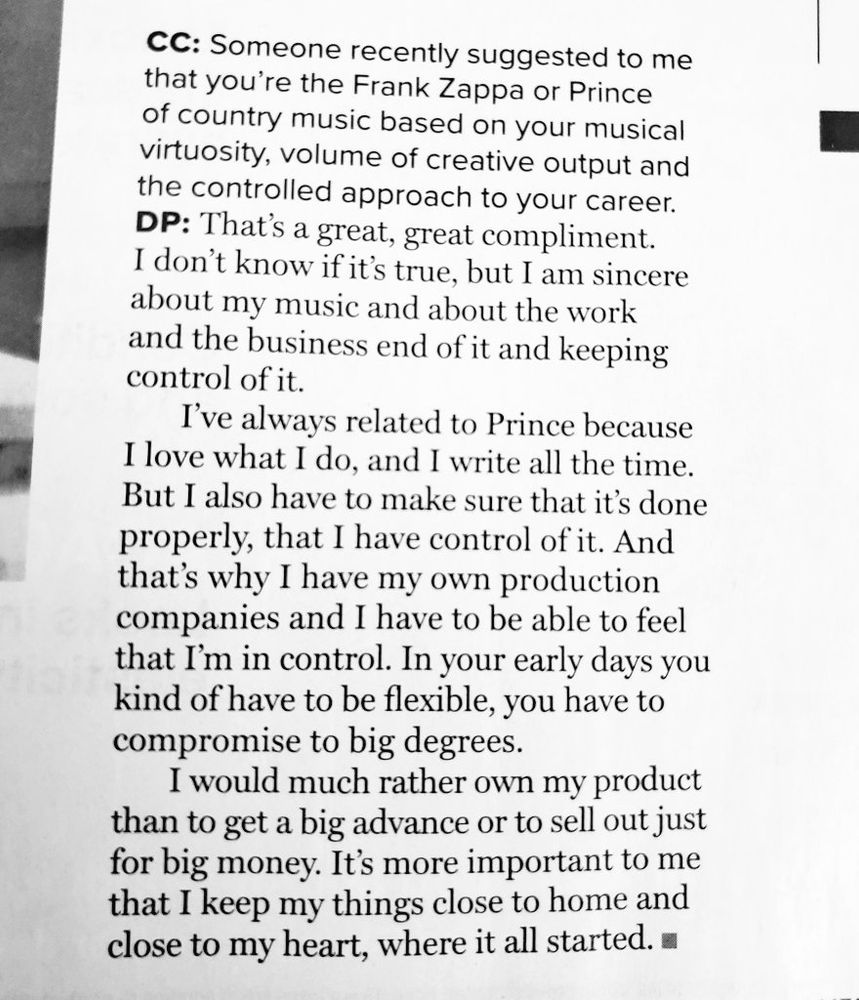 CC: Someone recently suggested to me
that you’re the Frank Zappa or Prince
of country music based on your musical
virtuosity, volume of creative output and
the controlled approach to your career.
DP: That’s a great, great compliment.
I don’t know if it’s true, but I am sincere
about my music and about the work
and the business end of it and keeping
control of it.
I’ve always related to Prince because
I love what I do, and I write all the time.
But I also have to make sure that it’s done
properly, that I have control of it. And
that’s why I have my own production
companies and I have to be able to feel
that I’m in control. In your early days you
kind of have to be flexible, you have to
compromise to big degrees.
I would much rather own my product
than to get a big advance or to sell out just
for big money. It’s more important to me
that I keep my things close to home and
close to my heart, where it all started.